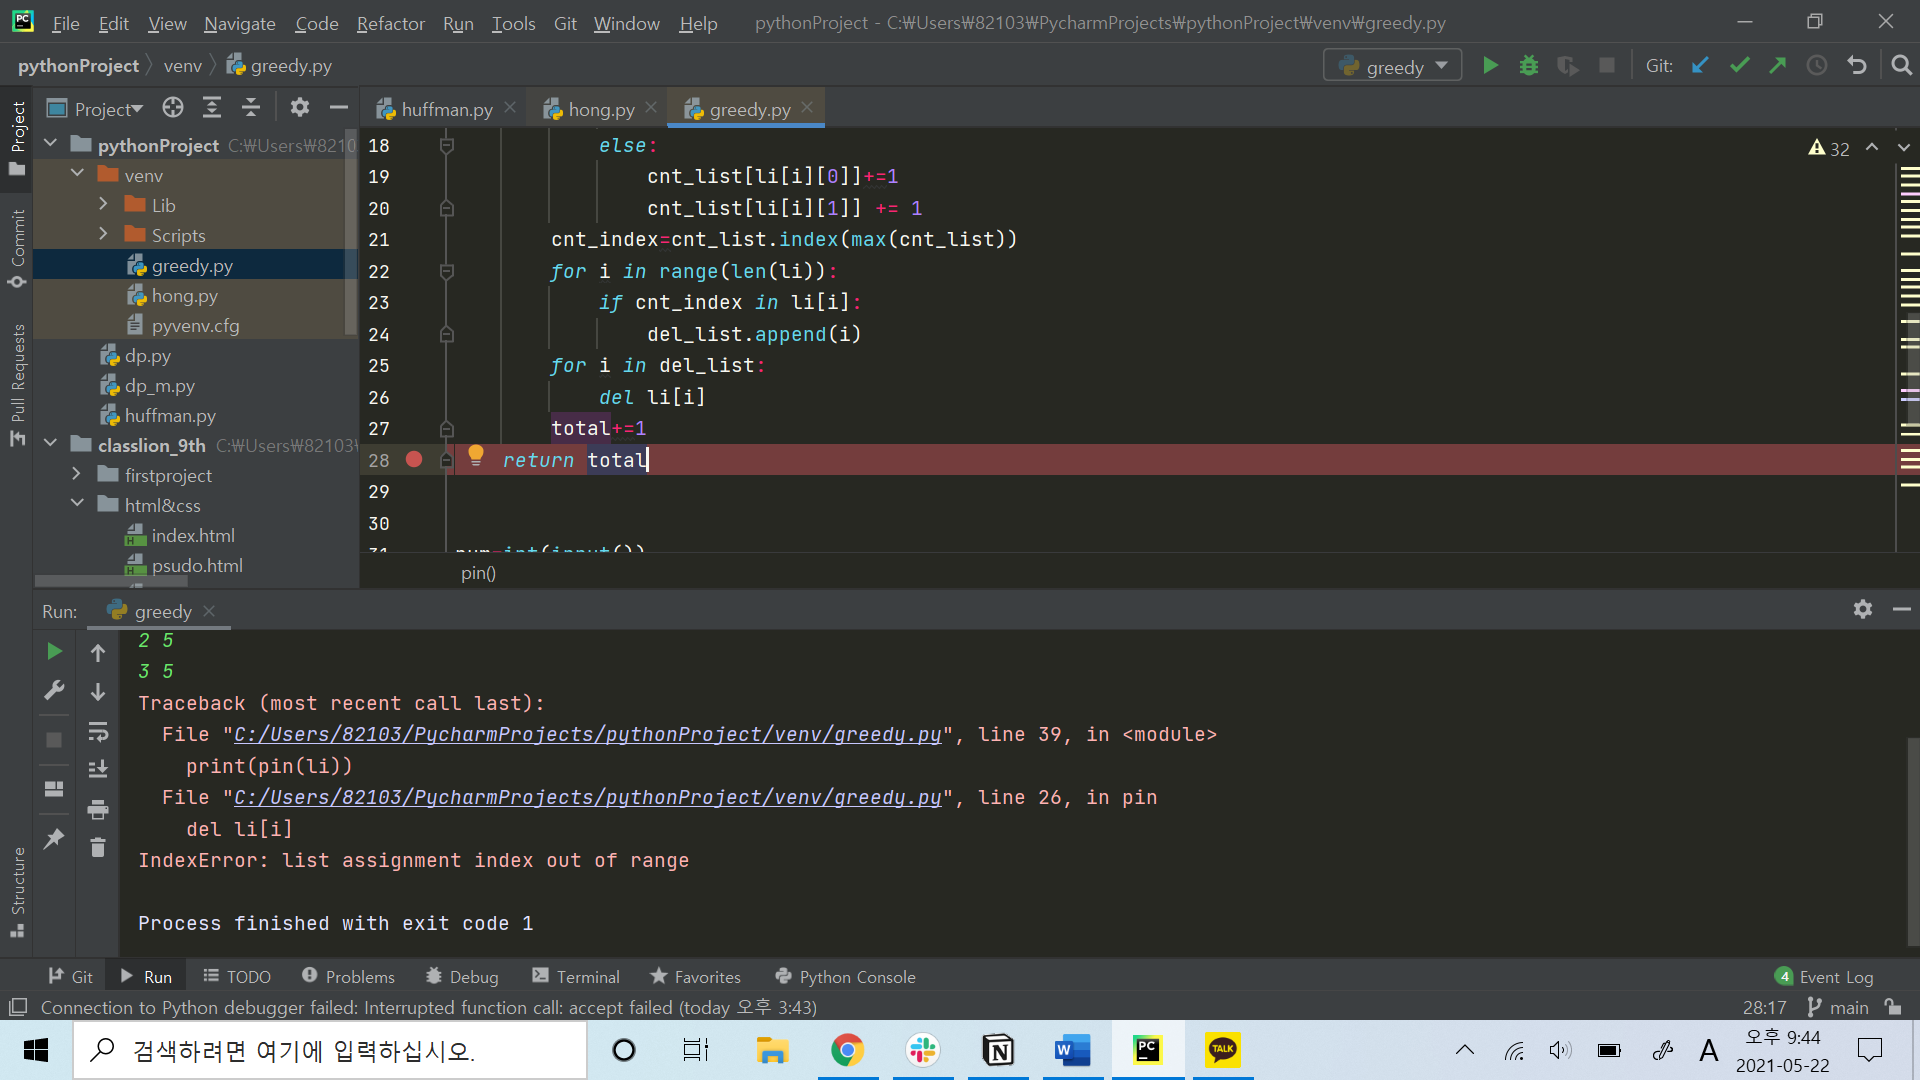 File Edit View Navigate Code Refactor Run Tools Git Window Help pythonProject - C:₩Users₩82103₩PycharmProjects₩pythonProject₩venv₩greedy.py
pythonProject venv greedy.py greedy Git:
Project
huffman.py hong.py greedy.py
Project
Commit
Pull Requests
Structure
pythonProject C:₩Users₩8210
venv
Lib
Scripts
greedy.py
hong.py
pyvenv.cfg
dp.py
dp_m.py
huffman.py
classlion_9th C:₩Users₩82103₩
firstproject
html&css
index.html
psudo.html
32
18 else:
19 cnt_list[li[i][0]]+=1
20 cnt_list[li[i][1]] += 1
21 cnt_index=cnt_list.index(max(cnt_list))
22 for i in range(len(li)):
23 if cnt_index in li[i]:
24 del_list.append(i)
25 for i in del_list:
26 del li[i]
27 total+=1
28 return total
29
30
31 num=int(input())
pin()
Run: greedy
2 5
3 5
Traceback (most recent call last):
File "C:/Users/82103/PycharmProjects/pythonProject/venv/greedy.py", line 39, in <module>
print(pin(li))
File "C:/Users/82103/PycharmProjects/pythonProject/venv/greedy.py", line 26, in pin
del li[i]
IndexError: list assignment index out of range
Process finished with exit code 1
Git Run TODO Problems Debug Terminal Favorites Python Console 4 Event Log
Connection to Python debugger failed: Interrupted function call: accept failed (today 오후 3:43) 28:17 main
검색하려면 여기에 입력하십시오.
N
W
PC
TALK
A
오후 9:44
2021-05-22